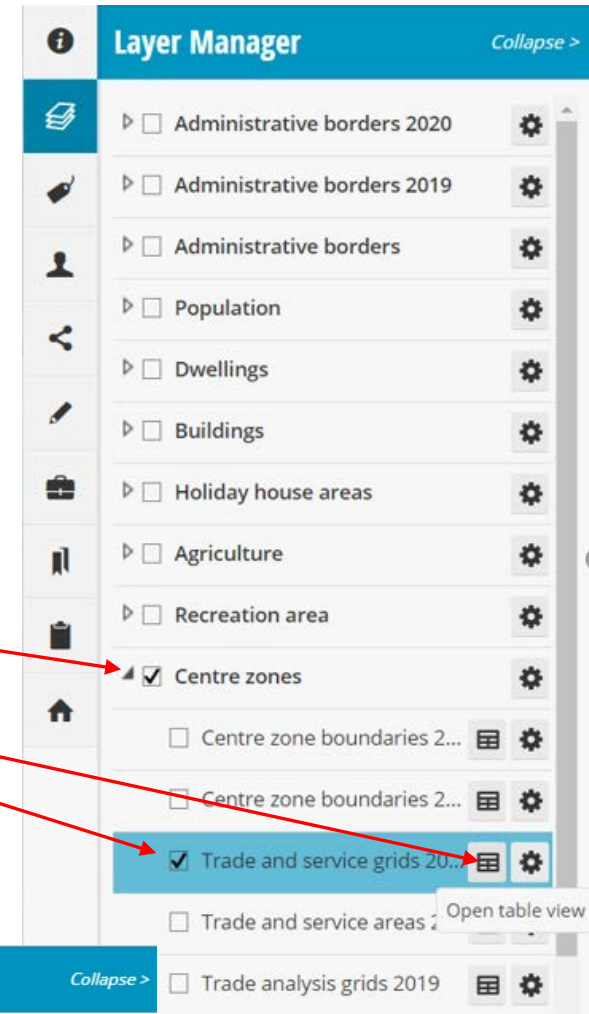 Layer Manager Collapse >
Administrative borders 2020
Administrative borders 2019
Administrative borders
Population
Dwellings
Buildings
Holiday house areas
Agriculture
Recreation area
Centre zones
Centre zone boundaries 2...
Centre zone boundaries 2...
Trade and service grids 20...
Open table view
Trade and service areas 2
Collapse >
Trade analysis grids 2019